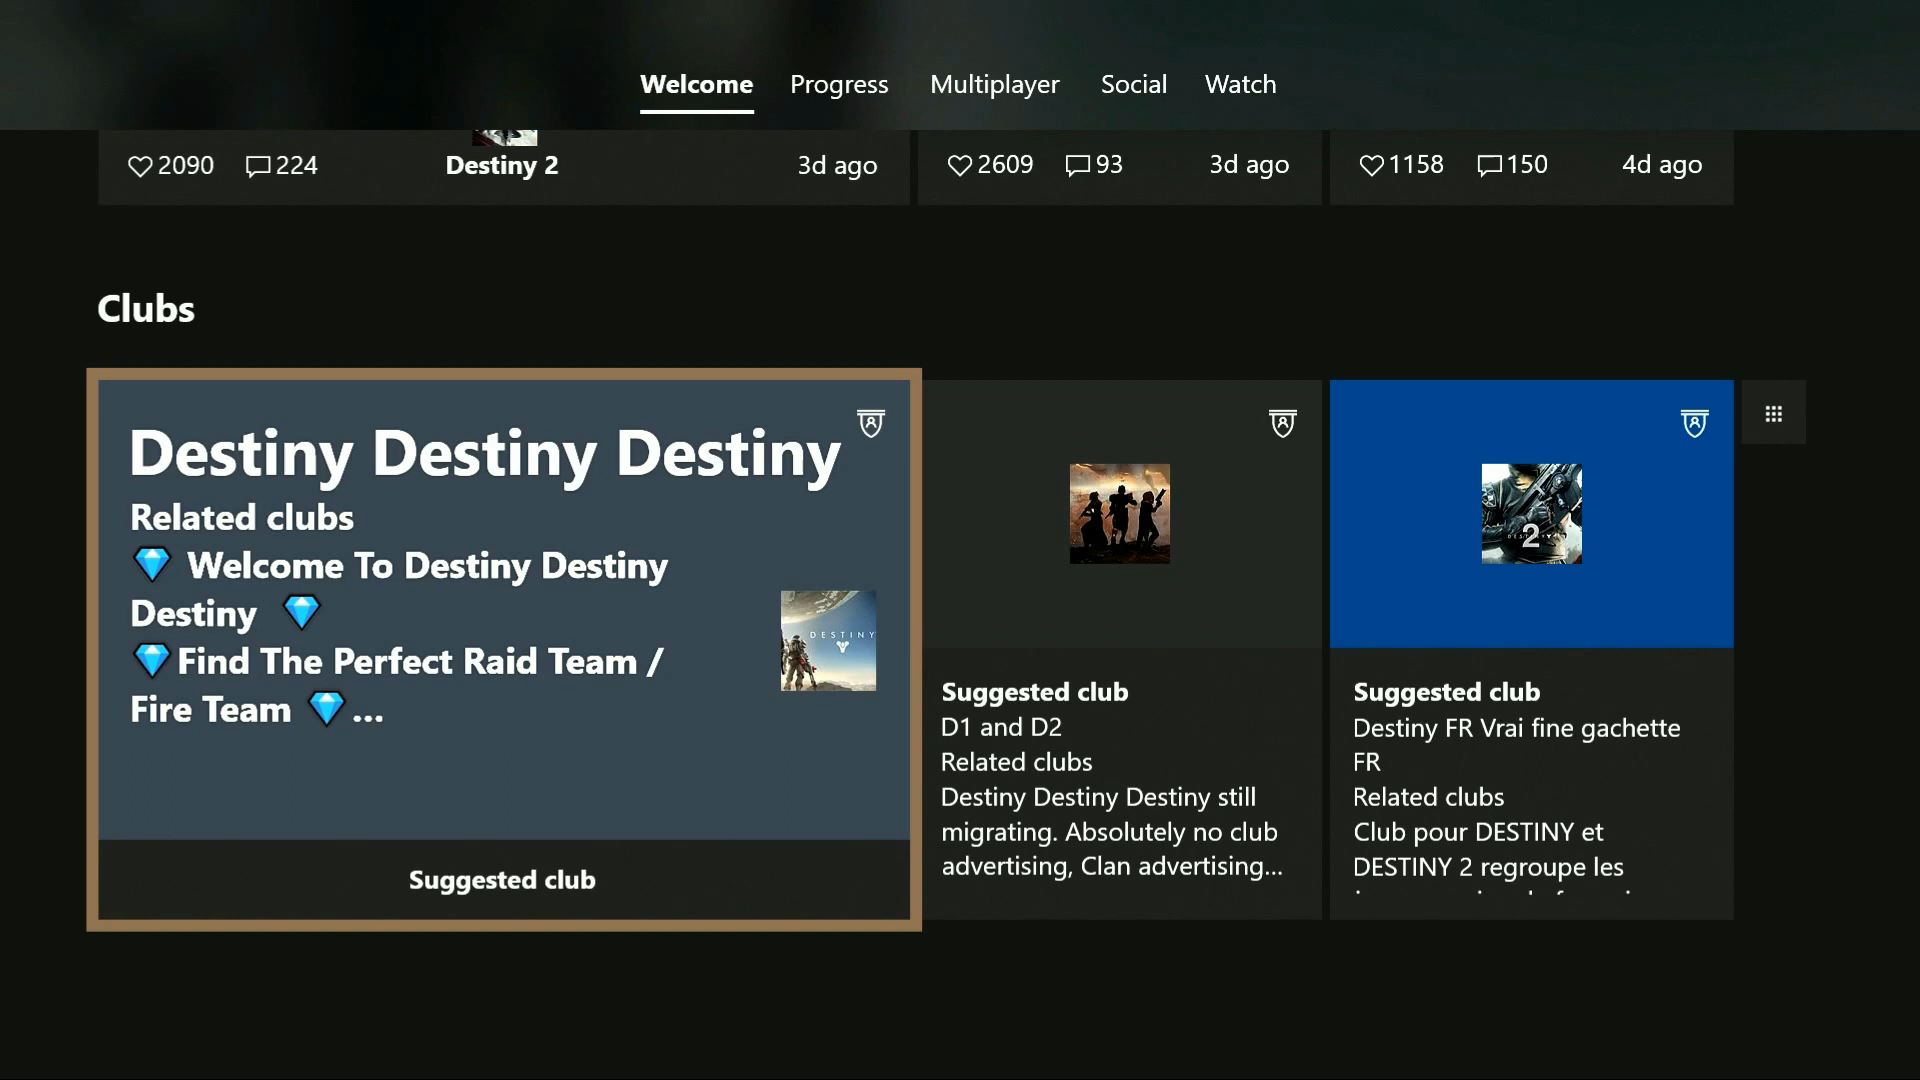 Welcome Progress Multiplayer Social Watch
2090 224 Destiny 2 3d ago
2609 93 3d ago
1158 150 4d ago
Clubs
Destiny Destiny Destiny
Related clubs
💎 Welcome To Destiny Destiny
Destiny 💎
💎Find The Perfect Raid Team /
Fire Team 💎...
DESTINY
Suggested club
Suggested club
D1 and D2
Related clubs
Destiny Destiny Destiny still
migrating. Absolutely no club
advertising, Clan advertising...
DESTINY
2
Suggested club
Destiny FR Vrai fine gachette
FR
Related clubs
Club pour DESTINY et
DESTINY 2 regroupe les